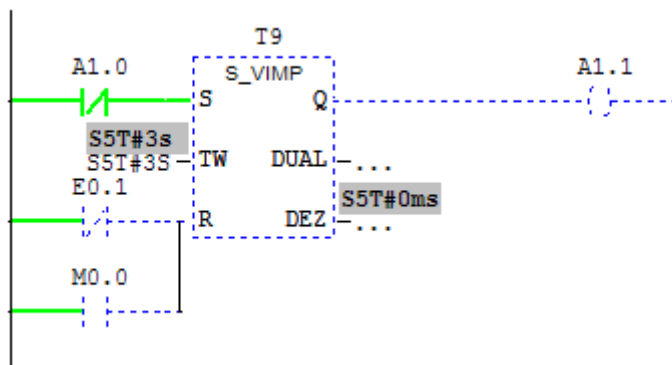 T9
A1.0
S_VIMP
A1.1
S
Q
S5T#3s
S5T#3S
TW
DUAL
...
E0.1
S5T#0ms
R
DEZ
...
M0.0